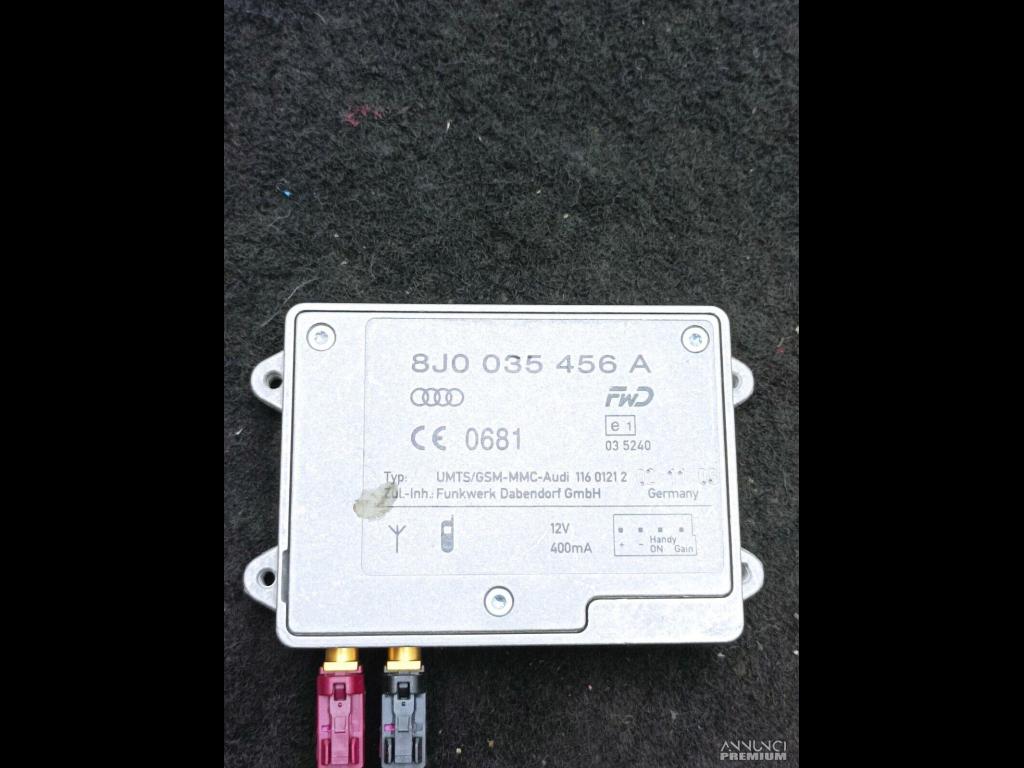 8J0 035 456 A
FWD
CE 0681
e 1
03 5240
Typ: UMTS/GSM-MMC-Audi 116 0121 2
Zul.-Inh.: Funkwerk Dabendorf GmbH Germany
12V
400mA
+ - Handy ON Gain
ANNUNCI
PREMIUM